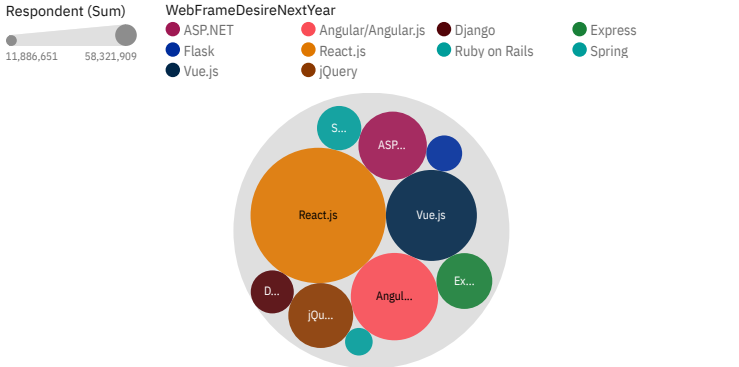 Respondent (Sum)
11,886,651 58,321,909
WebFrameDesireNextYear
ASP.NET Angular/Angular.js Django Express
Flask React.js Ruby on Rails Spring
Vue.js jQuery
S...
ASP...
React.js
Vue.js
D...
Ex...
Angul...
jQu...